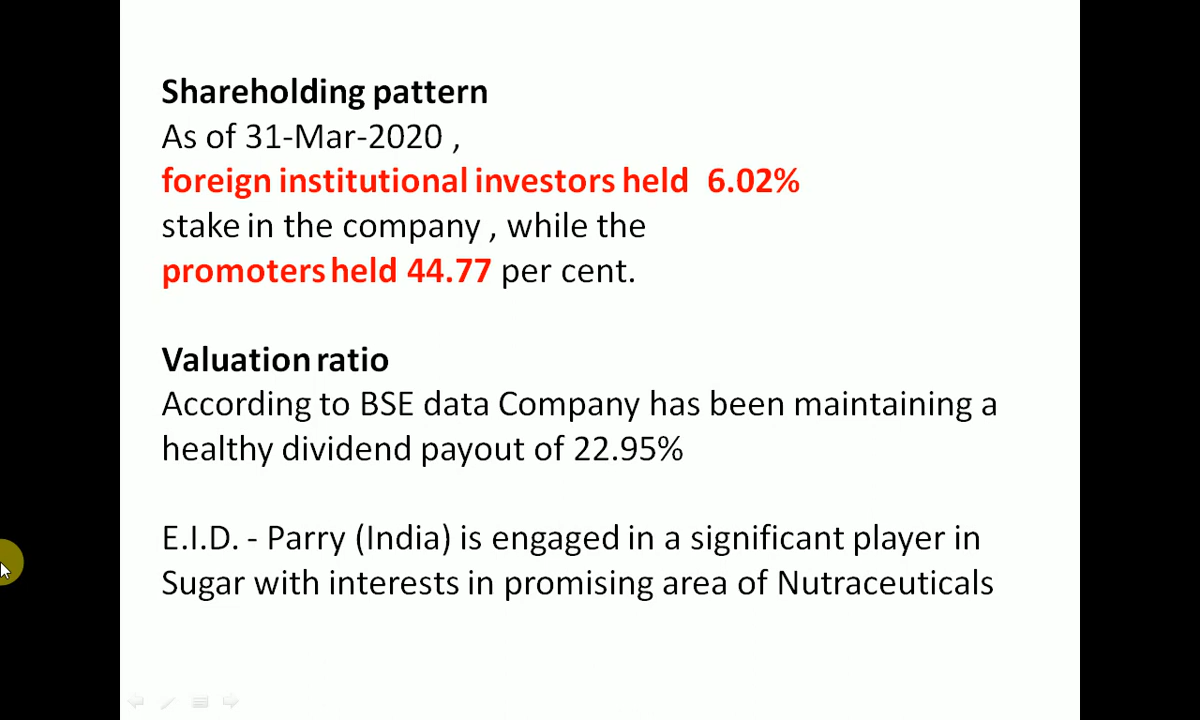 Shareholding pattern
As of 31-Mar-2020 ,
foreign institutional investors held 6.02%
stake in the company , while the
promoters held 44.77 per cent.
Valuation ratio
According to BSE data Company has been maintaining a
healthy dividend payout of 22.95%
E.I.D. - Parry (India) is engaged in a significant player in
Sugar with interests in promising area of Nutraceuticals